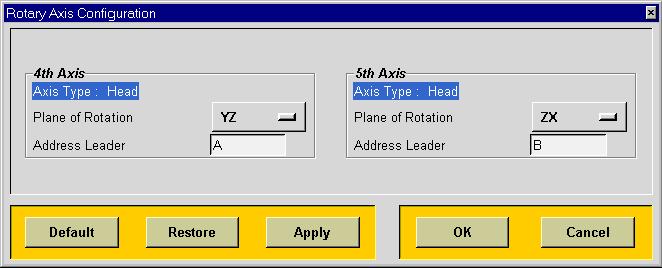 Rotary Axis Configuration
4th Axis
Axis Type : Head
Plane of Rotation YZ
Address Leader A
5th Axis
Axis Type : Head
Plane of Rotation ZX
Address Leader B
Default Restore Apply OK Cancel